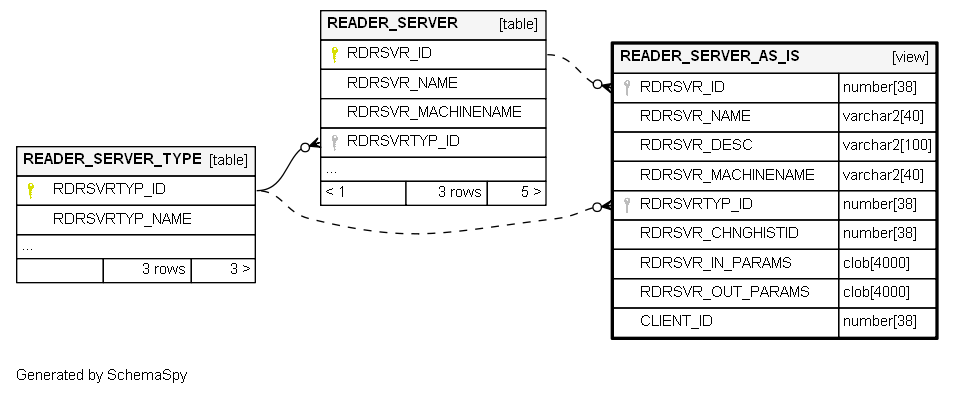 READER_SERVER [table]
RDRSVR_ID
RDRSVR_NAME
RDRSVR_MACHINENAME
RDRSVRTYP_ID
...
< 1 3 rows 5 >
READER_SERVER_TYPE [table]
RDRSVRTYP_ID
RDRSVRTYP_NAME
...
3 rows 3 >
READER_SERVER_AS_IS [view]
RDRSVR_ID number[38]
RDRSVR_NAME varchar2[40]
RDRSVR_DESC varchar2[100]
RDRSVR_MACHINENAME varchar2[40]
RDRSVRTYP_ID number[38]
RDRSVR_CHNGHISTID number[38]
RDRSVR_IN_PARAMS clob[4000]
RDRSVR_OUT_PARAMS clob[4000]
CLIENT_ID number[38]
Generated by SchemaSpy